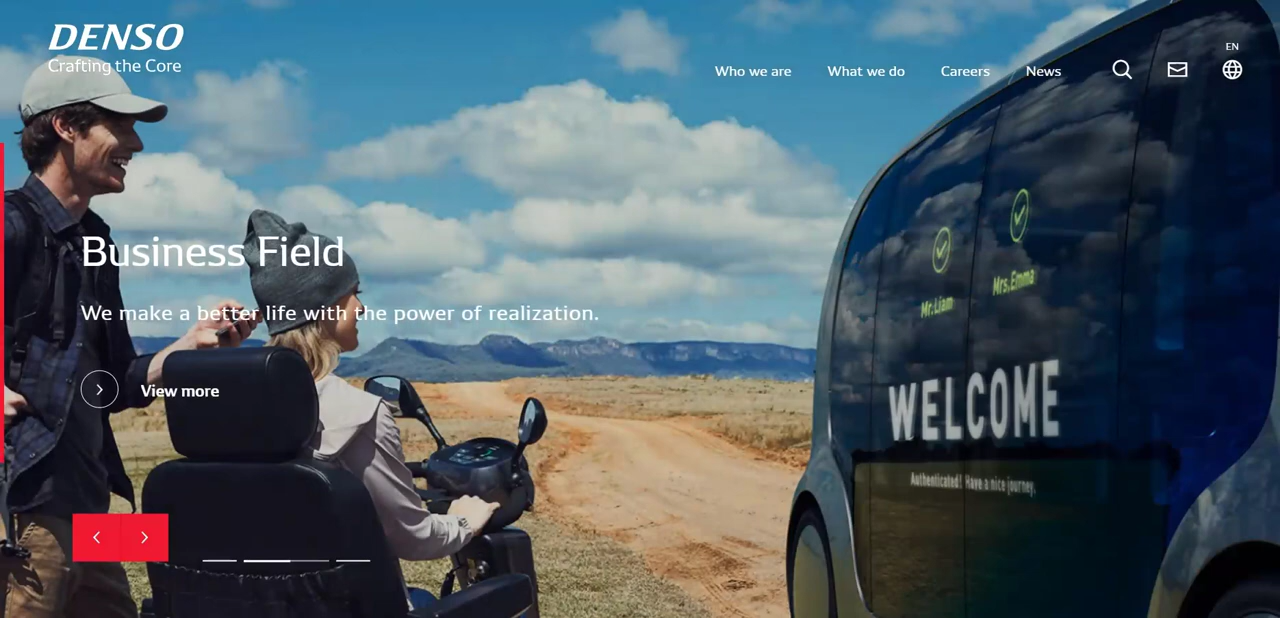 DENSO
Crafting the Core
EN
Who we are
What we do
Careers
News
Business Field
We make a better life with the power of realization.
View more
Mr.Liam
Mrs.Emma
WELCOME
Authenticated! Have a nice journey.